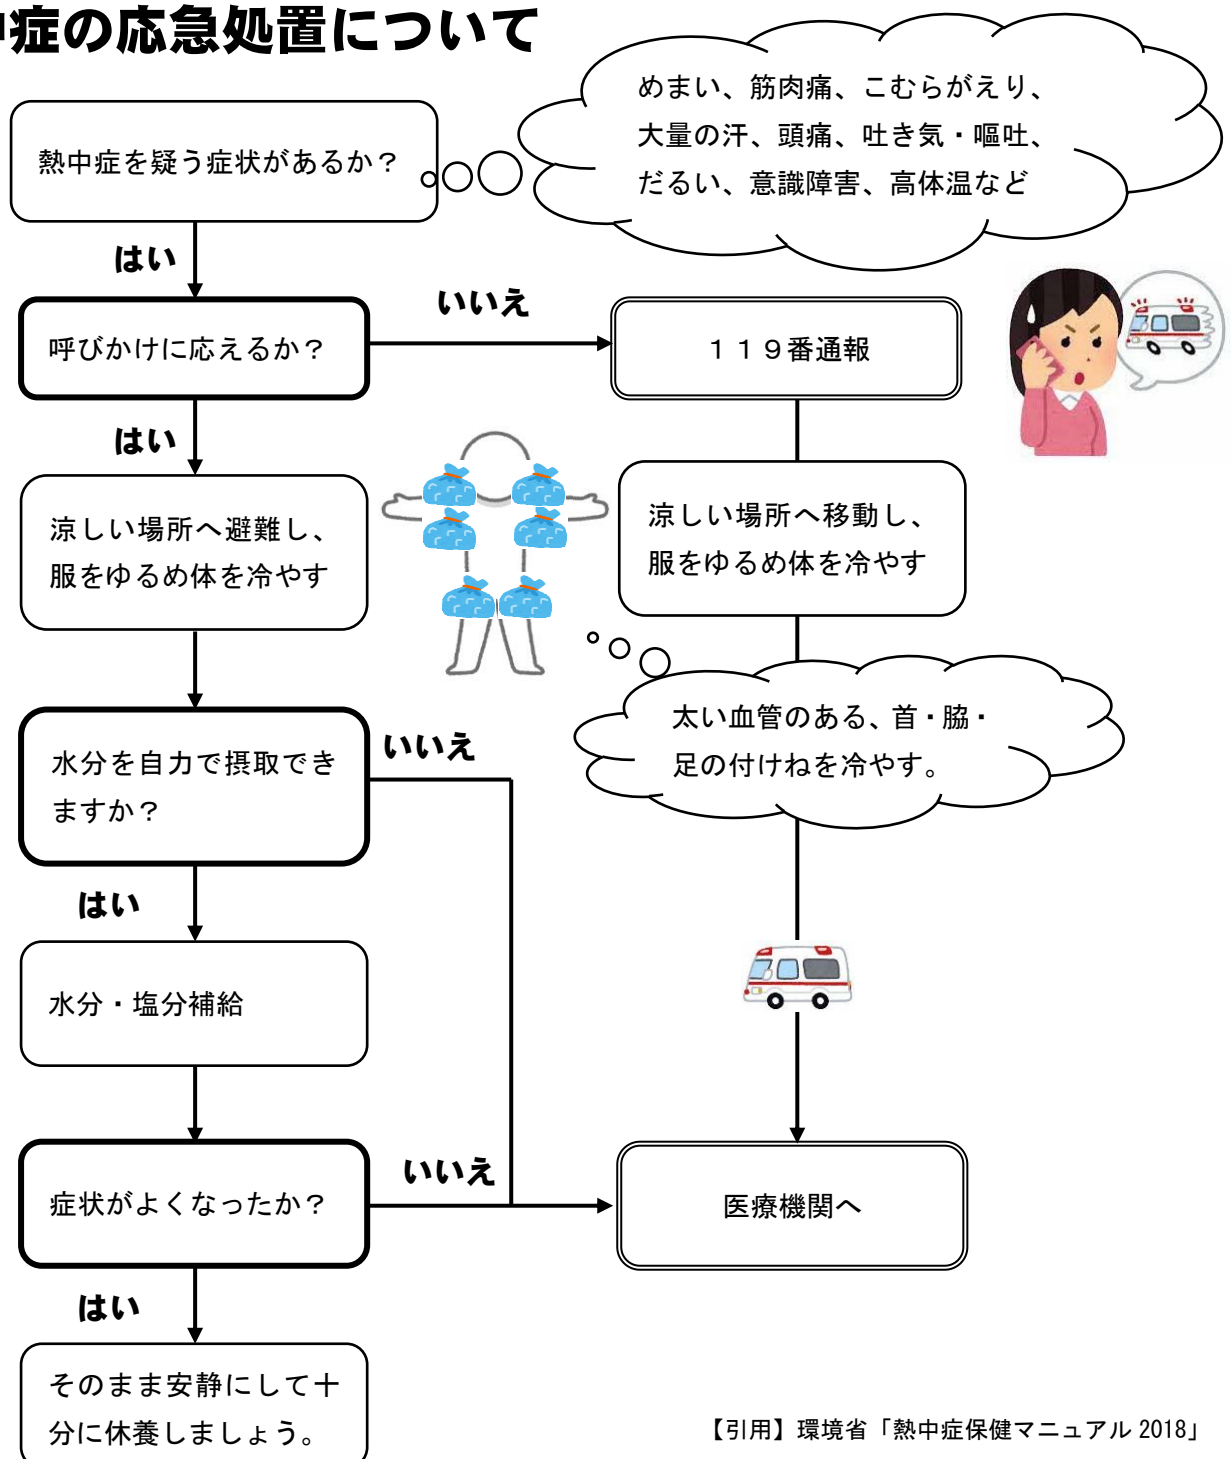 中症の応急処置について
めまい、筋肉痛、こむらがえり、
大量の汗、頭痛、吐き気・嘔吐、
だるい、意識障害、高体温など
熱中症を疑う症状があるか？
はい
呼びかけに応えるか？
いいえ
１１９番通報
はい
涼しい場所へ避難し、
服をゆるめ体を冷やす
涼しい場所へ移動し、
服をゆるめ体を冷やす
太い血管のある、首・脇・
足の付けねを冷やす。
水分を自力で摂取でき
ますか？
いいえ
はい
水分・塩分補給
症状がよくなったか？
いいえ
医療機関へ
はい
そのまま安静にして十
分に休養しましょう。
【引用】環境省「熱中症保健マニュアル 2018」